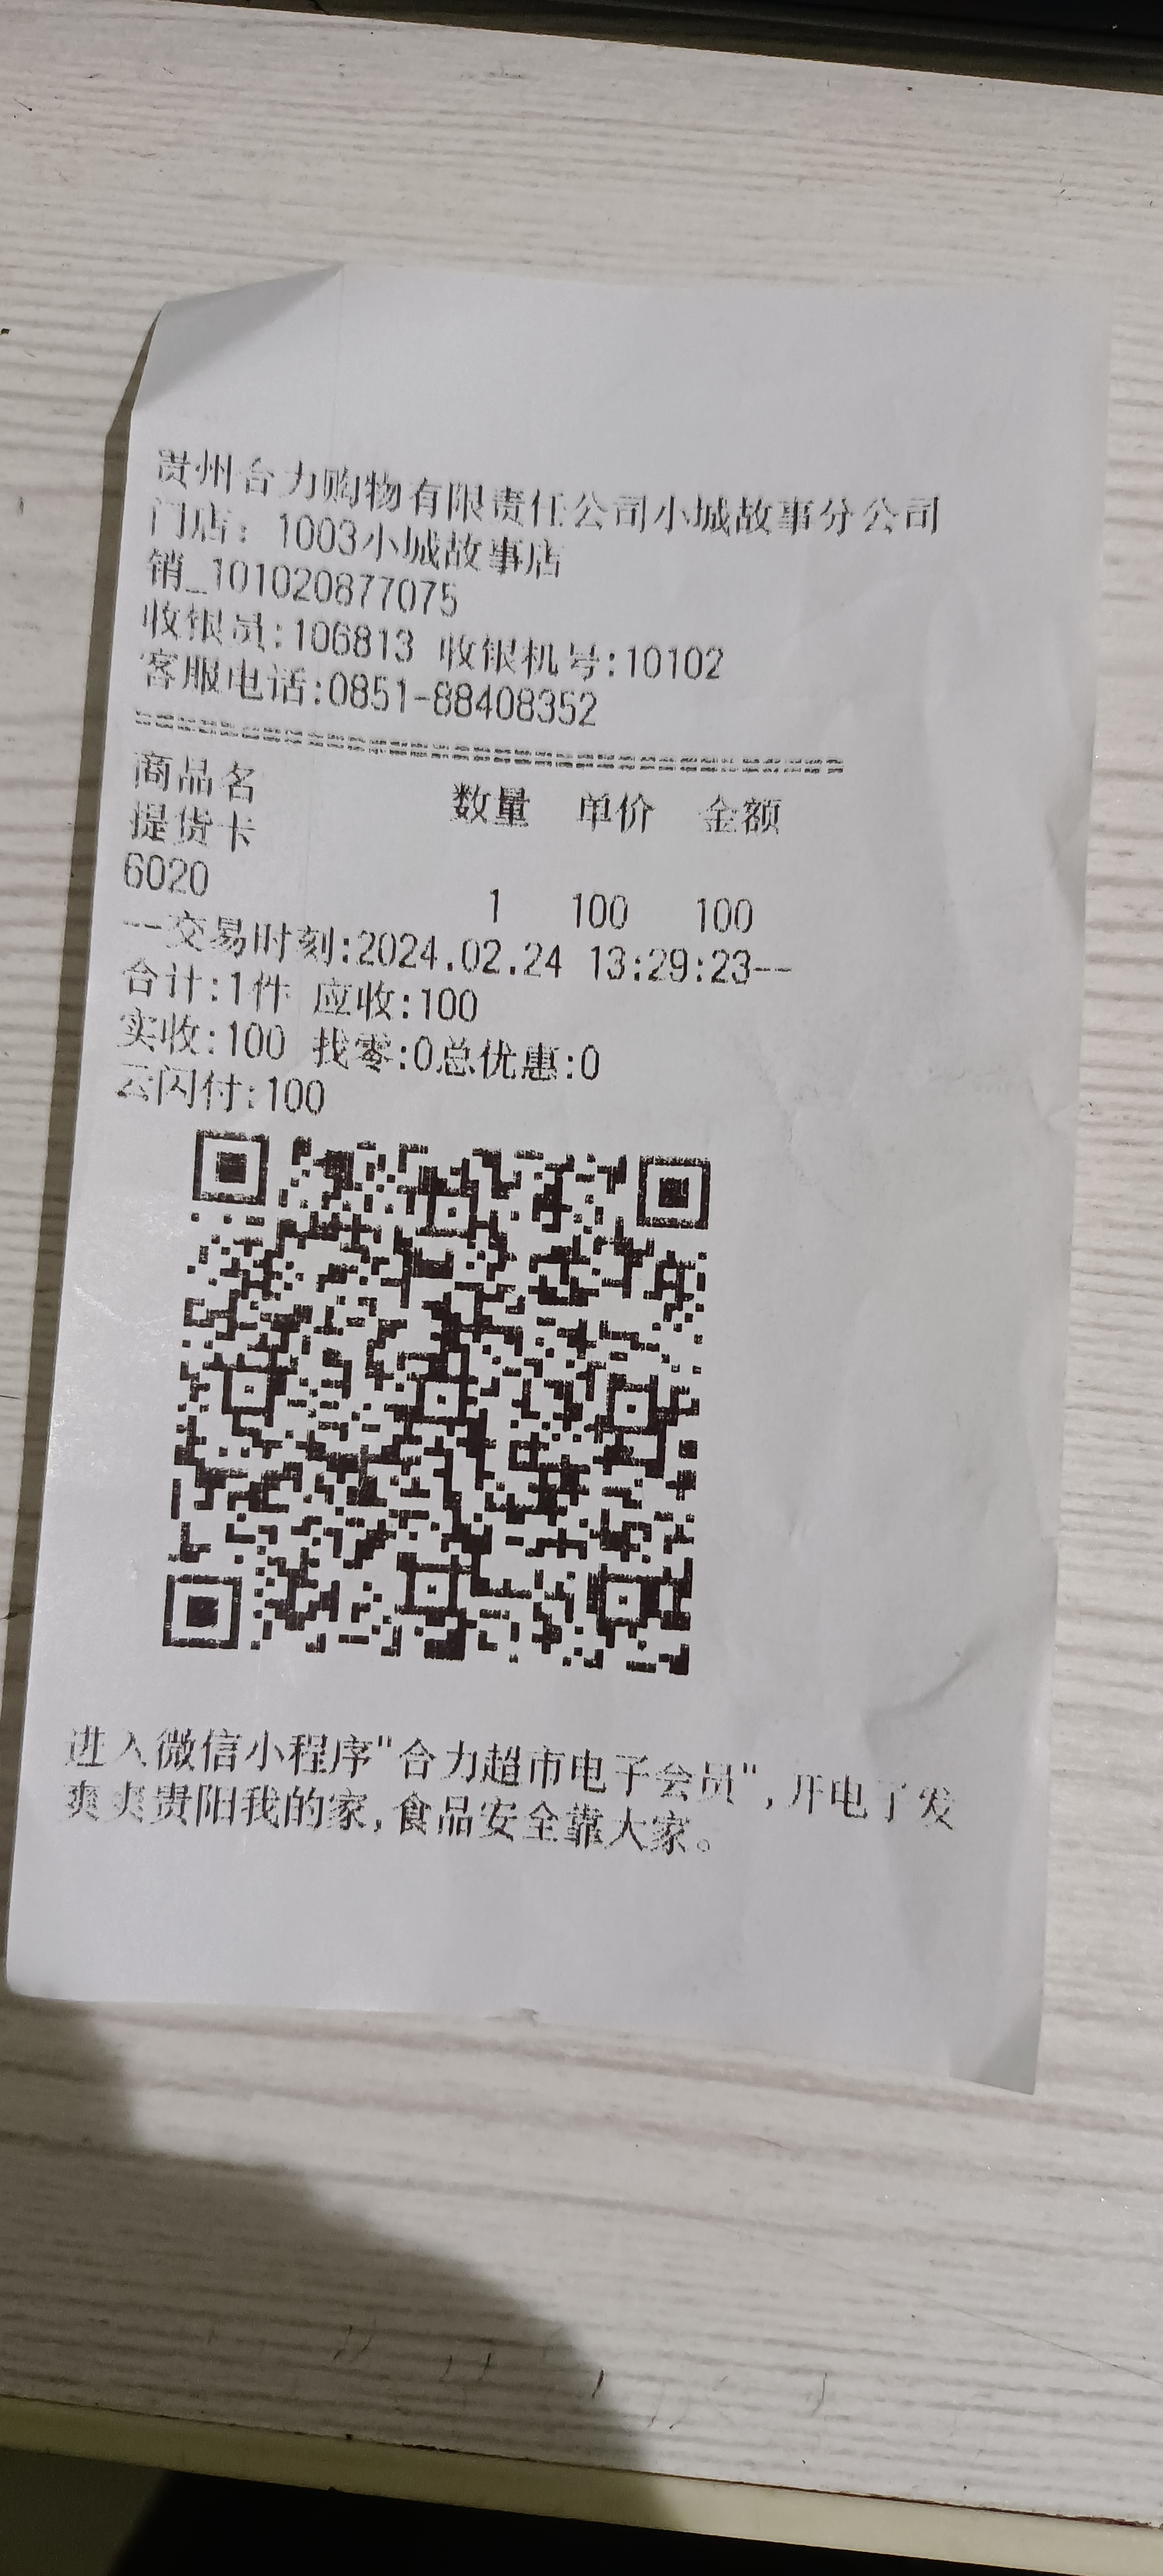 贵州合力购物有限责任公司小城故事分公司
门店: 1003小城故事店
销_101020877075
收银员:106813 收银机号:10102
客服电话:0851-88408352
商品名 数量 单价 金额
提货卡
6020 1 100 100
--交易时刻:2024.02.24 13:29:23--
合计:1件 应收:100
实收:100 找零:0总优惠:0
云闪付:100
进入微信小程序"合力超市电子会员",开电子发
爽爽贵阳我的家,食品安全靠大家。